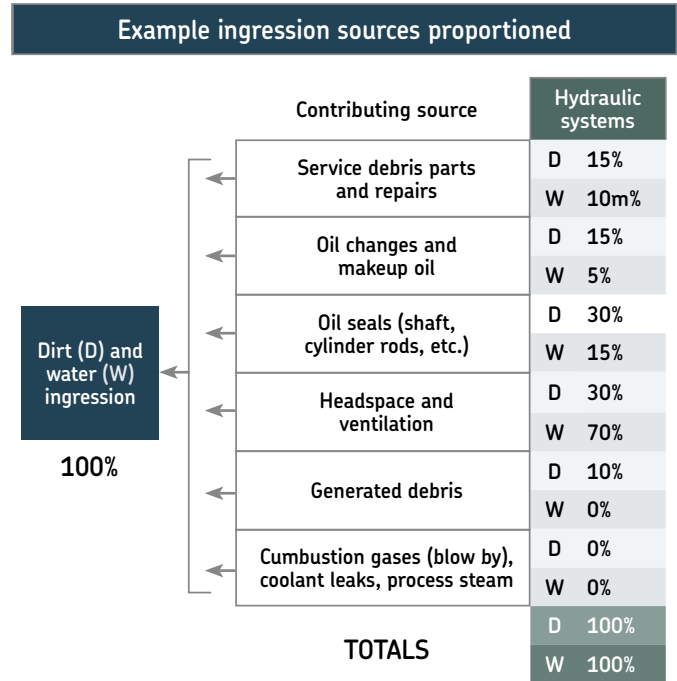 Example ingression sources proportioned
Contributing source
Hydraulic
systems
Service debris parts
and repairs
D 15%
W 10m%
Oil changes and
makeup oil
D 15%
W 5%
Oil seals (shaft,
cylinder rods, etc.)
D 30%
W 15%
Dirt (D) and
water (W)
ingression
100%
Headspace and
ventilation
D 30%
W 70%
Generated debris
D 10%
W 0%
Cumbustion gases (blow by),
coolant leaks, process steam
D 0%
W 0%
TOTALS
D 100%
W 100%